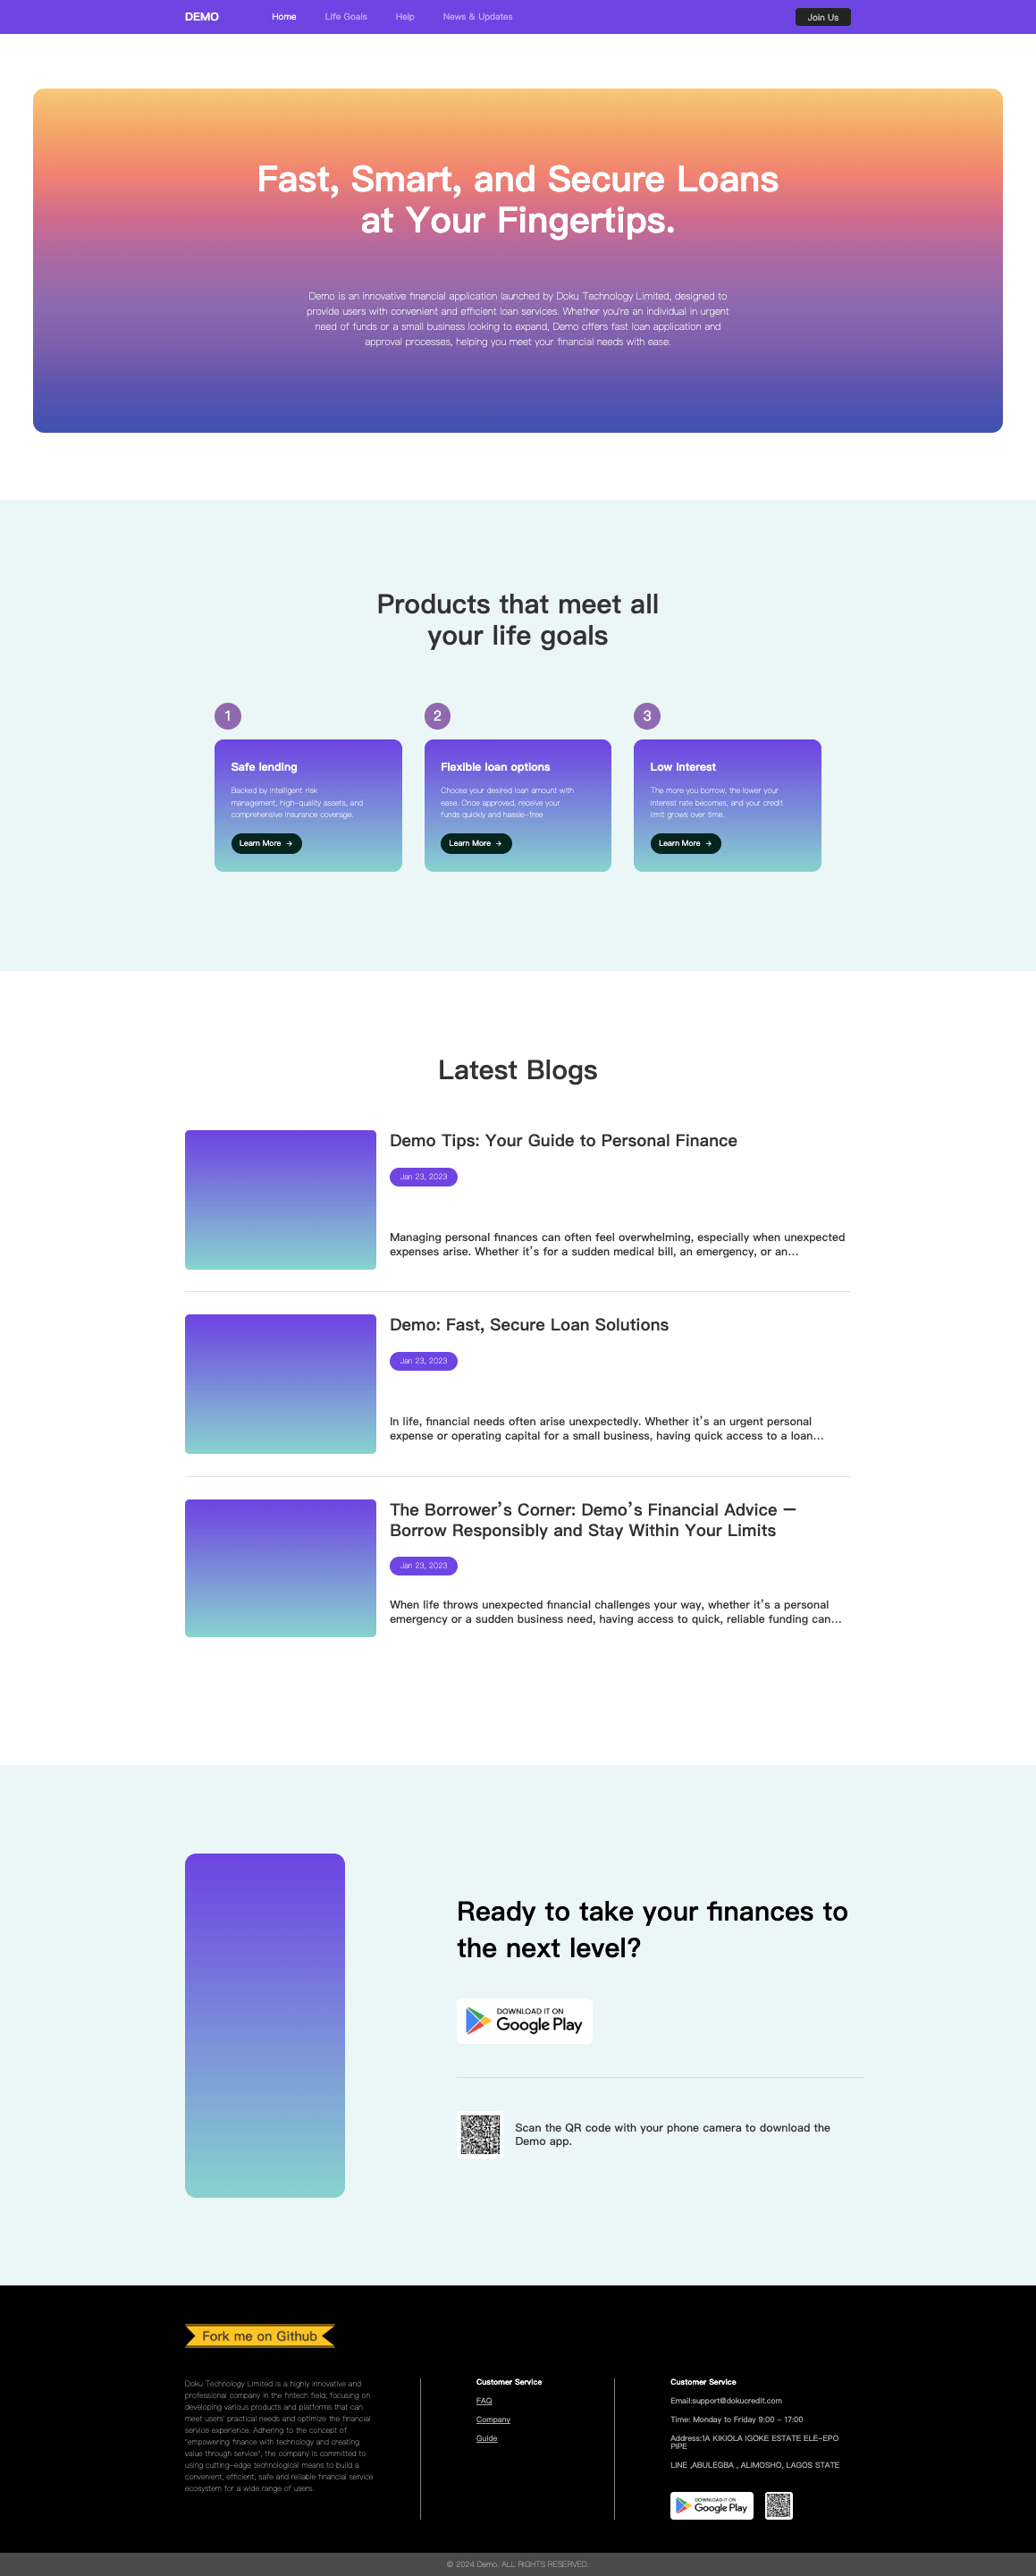 DEMO
Home
Life Goals
Help
News & Updates
Join Us
Fast, Smart, and Secure Loans
at Your Fingertips.
Demo is an innovative financial application launched by Doku Technology Limited, designed to
provide users with convenient and efficient loan services. Whether you're an individual in urgent
need of funds or a small business looking to expand, Demo offers fast loan application and
approval processes, helping you meet your financial needs with ease.
Products that meet all
your life goals
1
2
3
Safe lending
Backed by intelligent risk
management, high-quality assets, and
comprehensive insurance coverage.
Learn More →
Flexible loan options
Choose your desired loan amount with
ease. Once approved, receive your
funds quickly and hassle-free
Learn More →
Low Interest
The more you borrow, the lower your
interest rate becomes, and your credit
limit grows over time.
Learn More →
Latest Blogs
Demo Tips: Your Guide to Personal Finance
Jan 23, 2023
Managing personal finances can often feel overwhelming, especially when unexpected
expenses arise. Whether it's for a sudden medical bill, an emergency, or an...
Demo: Fast, Secure Loan Solutions
Jan 23, 2023
In life, financial needs often arise unexpectedly. Whether it's an urgent personal
expense or operating capital for a small business, having quick access to a loan...
The Borrower's Corner: Demo's Financial Advice —
Borrow Responsibly and Stay Within Your Limits
Jan 23, 2023
When life throws unexpected financial challenges your way, whether it's a personal
emergency or a sudden business need, having access to quick, reliable funding can...
Ready to take your finances to
the next level?
DOWNLOAD IT ON
Google Play
Scan the QR code with your phone camera to download the
Demo app.
Fork me on Github
Doku Technology Limited is a highly innovative and
professional company in the fintech field, focusing on
developing various products and platforms that can
meet users' practical needs and optimize the financial
service experience. Adhering to the concept of
"empowering finance with technology and creating
value through service", the company is committed to
using cutting-edge technological means to build a
convenient, efficient, safe and reliable financial service
ecosystem for a wide range of users.
Customer Service
FAQ
Company
Guide
Customer Service
Email:support@dokucredit.com
Time: Monday to Friday 9:00 - 17:00
Address:1A KIKIOLA IGOKE ESTATE ELE-EPO
PIPE
LINE ,ABULEGBA , ALIMOSHO, LAGOS STATE
DOWNLOAD IT ON
Google Play
© 2024 Demo. ALL RIGHTS RESERVED.